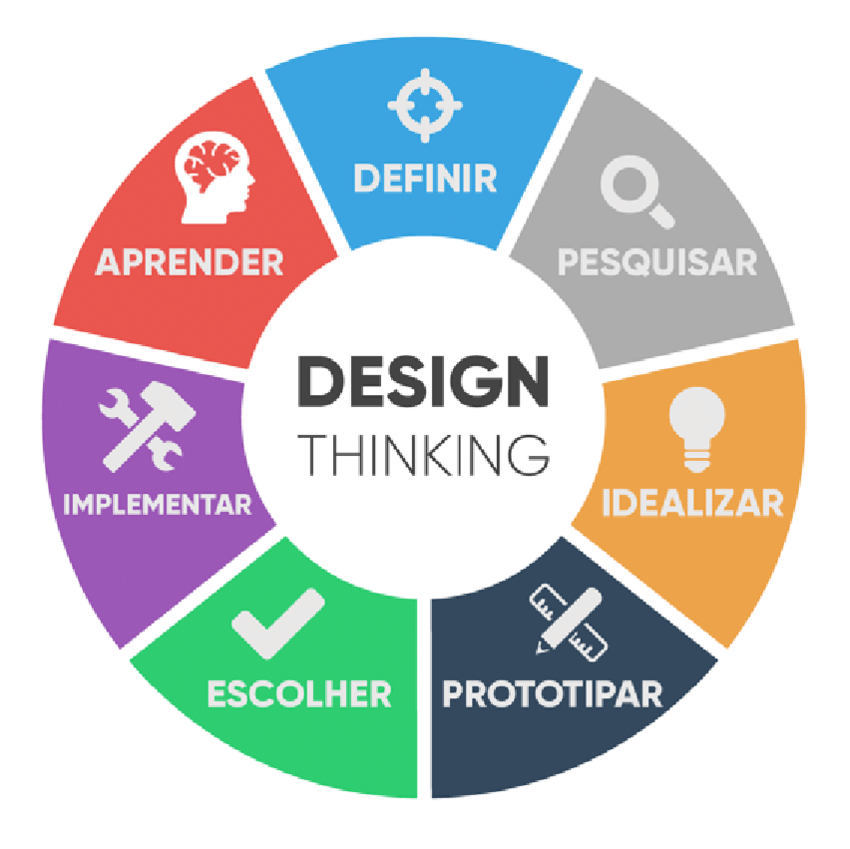 DEFINIR
PESQUISAR
IDEALIZAR
PROTOTIPAR
ESCOLHER
IMPLEMENTAR
APRENDER
DESIGN
THINKING